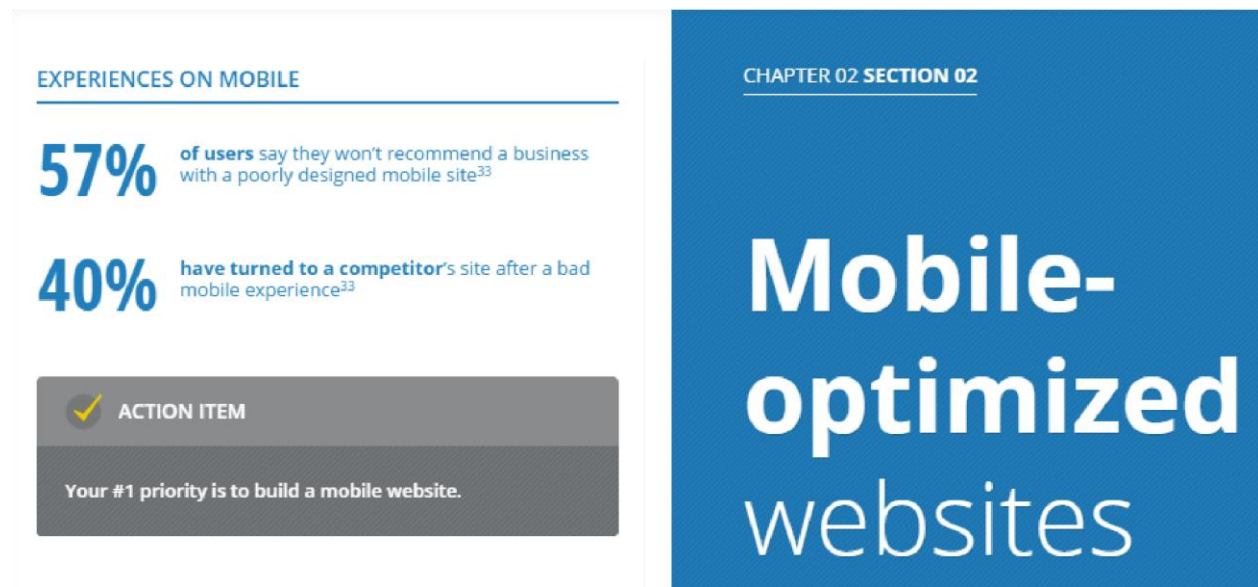 EXPERIENCES ON MOBILE
57%
of users say they won't recommend a business
with a poorly designed mobile site33
40%
have turned to a competitor's site after a bad
mobile experience33
ACTION ITEM
Your #1 priority is to build a mobile website.
CHAPTER 02 SECTION 02
Mobile-
optimized
websites